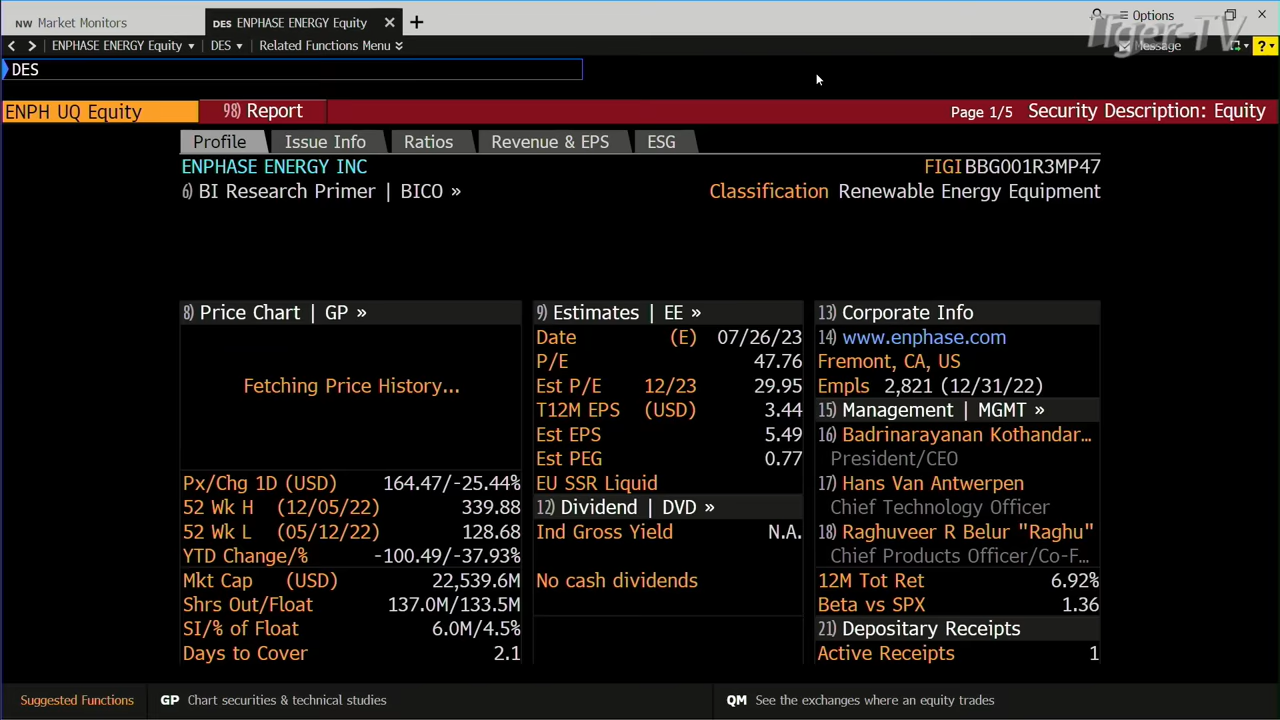 NW Market Monitors
DES ENPHASE ENERGY Equity
Options
Tiger-TV
ENPHASE ENERGY Equity
DES
Related Functions Menu
Message
?
DES
ENPH UQ Equity
98) Report
Page 1/5
Security Description: Equity
Profile
Issue Info
Ratios
Revenue & EPS
ESG
ENPHASE ENERGY INC
FIGI BBG001R3MP47
6) BI Research Primer | BICO »
Classification Renewable Energy Equipment
8) Price Chart | GP »
Fetching Price History...
Px/Chg 1D (USD) 164.47/-25.44%
52 Wk H (12/05/22) 339.88
52 Wk L (05/12/22) 128.68
YTD Change/% -100.49/-37.93%
Mkt Cap (USD) 22,539.6M
Shrs Out/Float 137.0M/133.5M
SI/% of Float 6.0M/4.5%
Days to Cover 2.1
9) Estimates | EE »
Date (E) 07/26/23
P/E 47.76
Est P/E 12/23 29.95
T12M EPS (USD) 3.44
Est EPS 5.49
Est PEG 0.77
EU SSR Liquid
12) Dividend | DVD »
Ind Gross Yield N.A.
No cash dividends
13) Corporate Info
14) www.enphase.com
Fremont, CA, US
Empls 2,821 (12/31/22)
15) Management | MGMT »
16) Badrinarayanan Kothandar...
President/CEO
17) Hans Van Antwerpen
Chief Technology Officer
18) Raghuveer R Belur "Raghu"
Chief Products Officer/Co-F...
12M Tot Ret 6.92%
Beta vs SPX 1.36
21) Depositary Receipts
Active Receipts 1
Suggested Functions
GP Chart securities & technical studies
QM See the exchanges where an equity trades